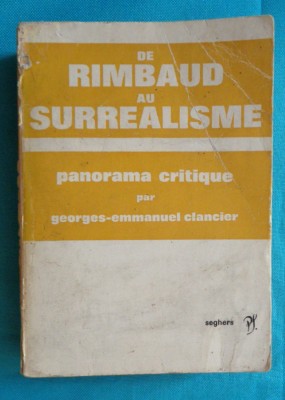 DE
RIMBAUD
AU
SURREALISME
panorama critique
par
georges-emmanuel clancier
seghers